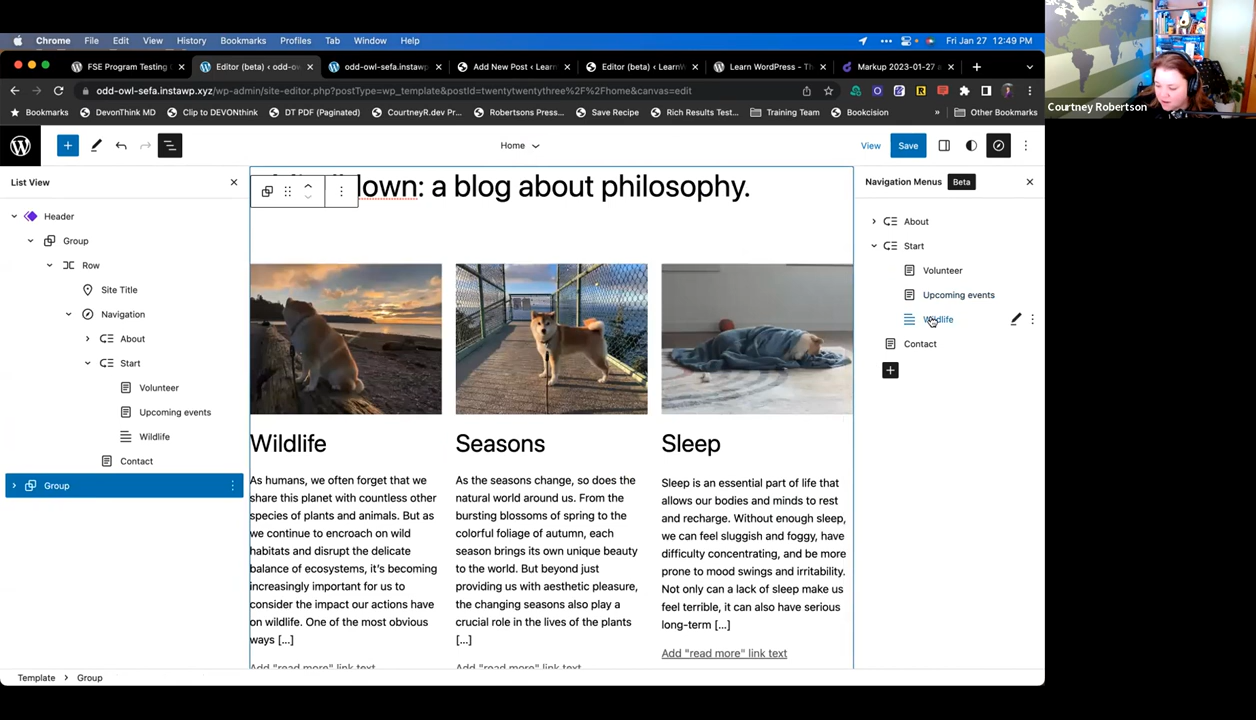 Chrome File Edit View History Bookmarks Profiles Tab Window Help Fri Jan 27 12:49 PM
FSE Program Testing
Editor (beta) ‹ odd-ow
odd-owl-sefa.instawp
Add New Post ‹ Learn
Editor (beta) ‹ LearnW
Learn WordPress - Th
Markup 2023-01-27 a
odd-owl-sefa.instawp.xyz/wp-admin/site-editor.php?postType=wp_template&postId=twentytwentythree%2F%2Fhome&canvas=edit
Bookmarks DevonThink MD Clip to DEVONthink DT PDF (Paginated) CourtneyR.dev Pr... Robertsons Press... Save Recipe Rich Results Test... Training Team Bookcision » Other Bookmarks
Courtney Robertson
Home
View
Save
List View
Header
Group
Row
Site Title
Navigation
About
Start
Volunteer
Upcoming events
Wildlife
Contact
Group
down: a blog about philosophy.
Wildlife
As humans, we often forget that we
share this planet with countless other
species of plants and animals. But as
we continue to encroach on wild
habitats and disrupt the delicate
balance of ecosystems, it's becoming
increasingly important for us to
consider the impact our actions have
on wildlife. One of the most obvious
ways [...]
Add "read more" link text
Seasons
As the seasons change, so does the
natural world around us. From the
bursting blossoms of spring to the
colorful foliage of autumn, each
season brings its own unique beauty
to the world. But beyond just
providing us with aesthetic pleasure,
the changing seasons also play a
crucial role in the lives of the plants
[...]
Add "read more" link text
Sleep
Sleep is an essential part of life that
allows our bodies and minds to rest
and recharge. Without enough sleep,
we can feel sluggish and foggy, have
difficulty concentrating, and be more
prone to mood swings and irritability.
Not only can a lack of sleep make us
feel terrible, it can also have serious
long-term [...]
Add "read more" link text
Navigation Menus Beta
About
Start
Volunteer
Upcoming events
Wildlife
Contact
Template › Group